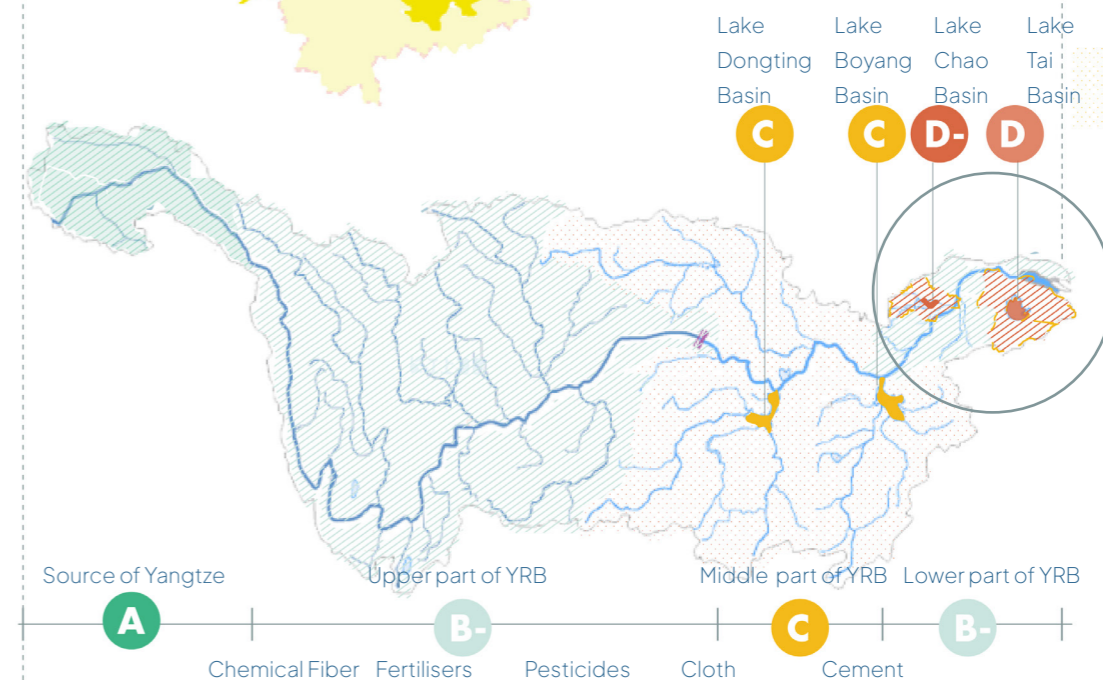 Lake Dongting Basin
Lake Boyang Basin
Lake Chao Basin
Lake Tai Basin
C
C
D-
D
Source of Yangtze
Upper part of YRB
Middle part of YRB
Lower part of YRB
A
B-
C
B-
Chemical Fiber
Fertilisers
Pesticides
Cloth
Cement